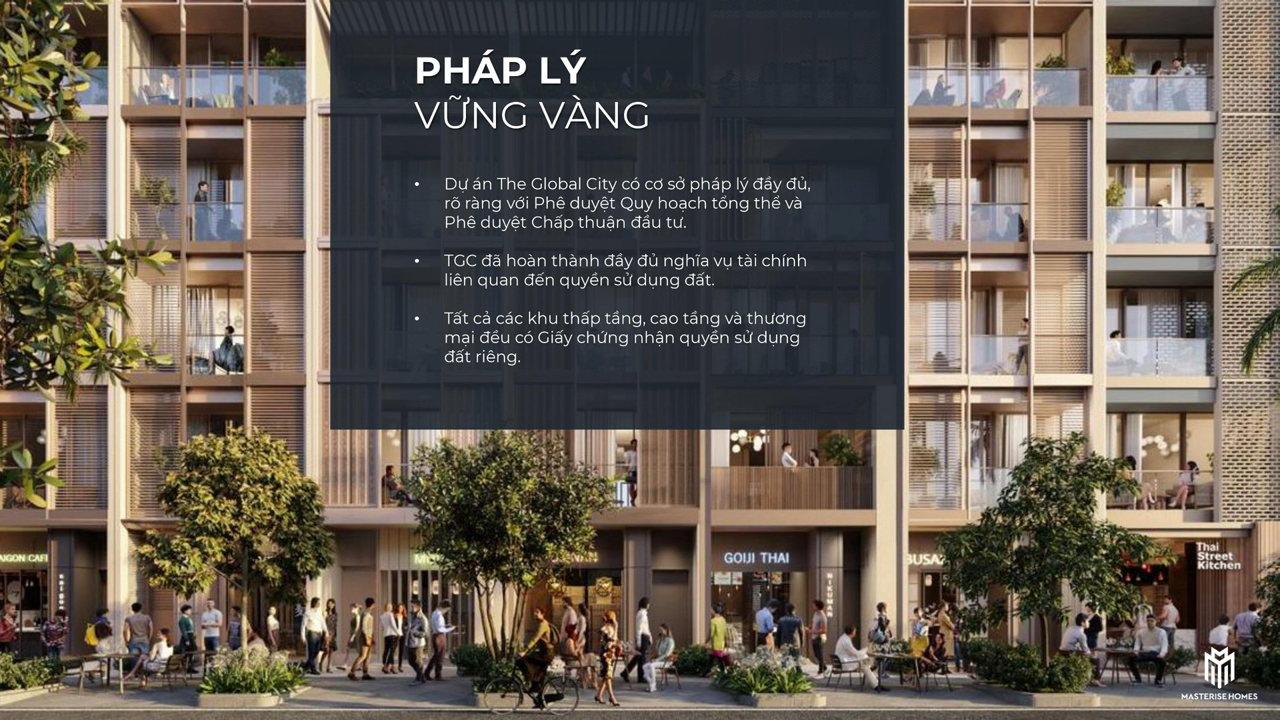 PHÁP LÝ
VỮNG VÀNG
• Dự án The Global City có cơ sở pháp lý đầy đủ,
rõ ràng với Phê duyệt Quy hoạch tổng thể và
Phê duyệt Chấp thuận đầu tư.
• TGC đã hoàn thành đầy đủ nghĩa vụ tài chính
liên quan đến quyền sử dụng đất.
• Tất cả các khu thấp tầng, cao tầng và thương
mại đều có Giấy chứng nhận quyền sử dụng
đất riêng.
GOIJI THAI
Thai
Street
Kitchen
NIKUMAN
MASTERISE HOMES